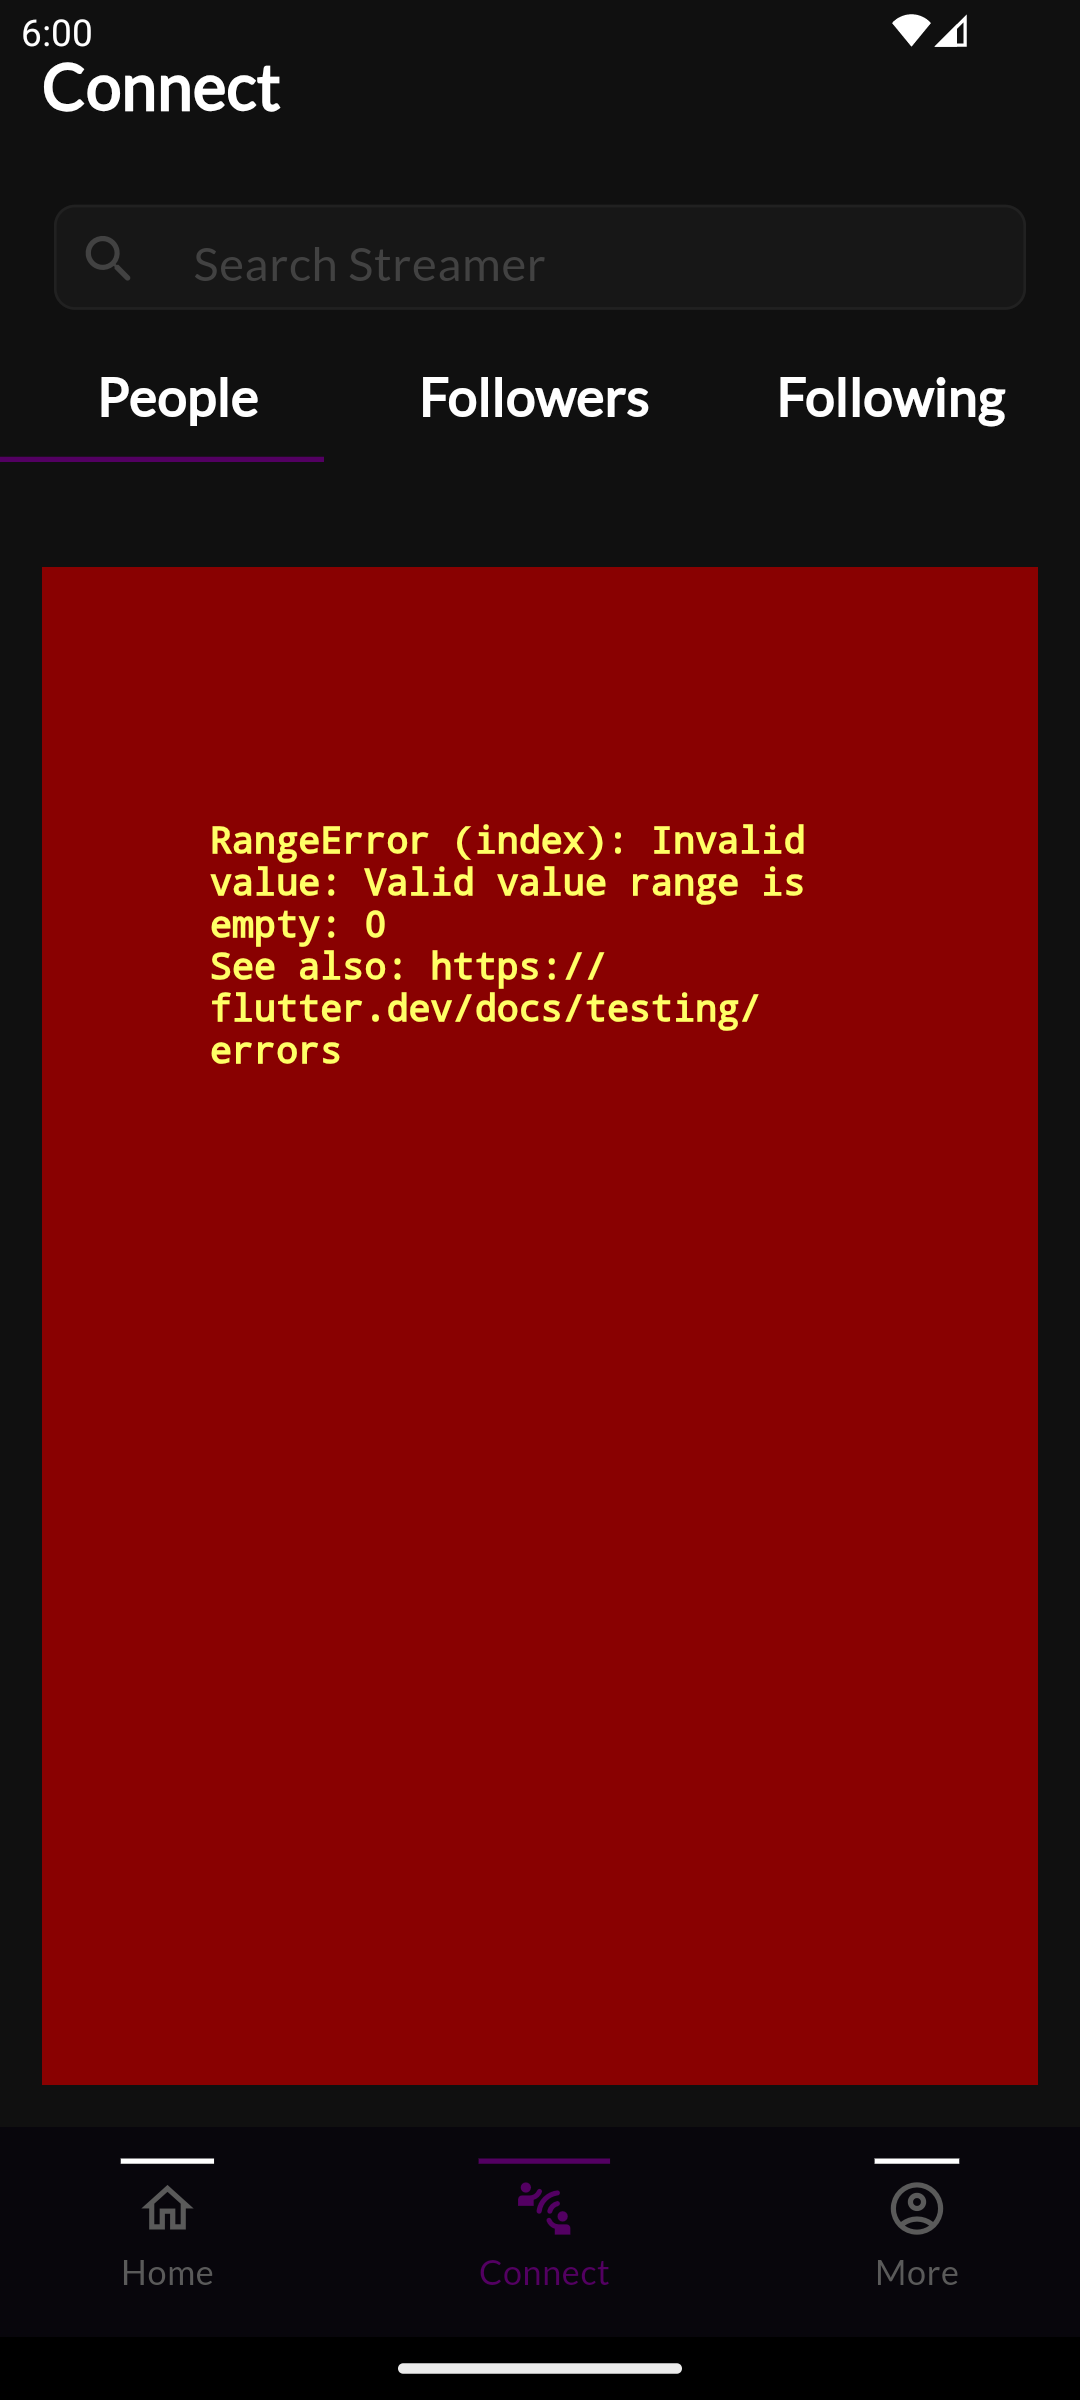 6:00
Connect
Search Streamer
People Followers Following
RangeError (index): Invalid
value: Valid value range is
empty: 0
See also: https://
flutter.dev/docs/testing/
errors
Home Connect More